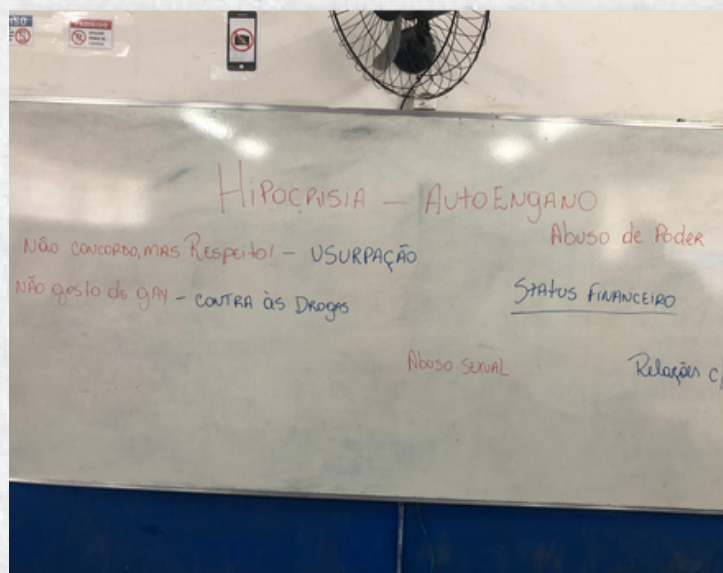 PROIBIDO
HIPOCRISIA – AUTOENGANO
Abuso de Poder
NÃO CONCORDO, MAS RESPEITO! – USURPAÇÃO
NÃO gosto de gAY – CONTRA às DROGAS
STATUS FINANCEIRO
Abuso SEXUAL
Relações c/